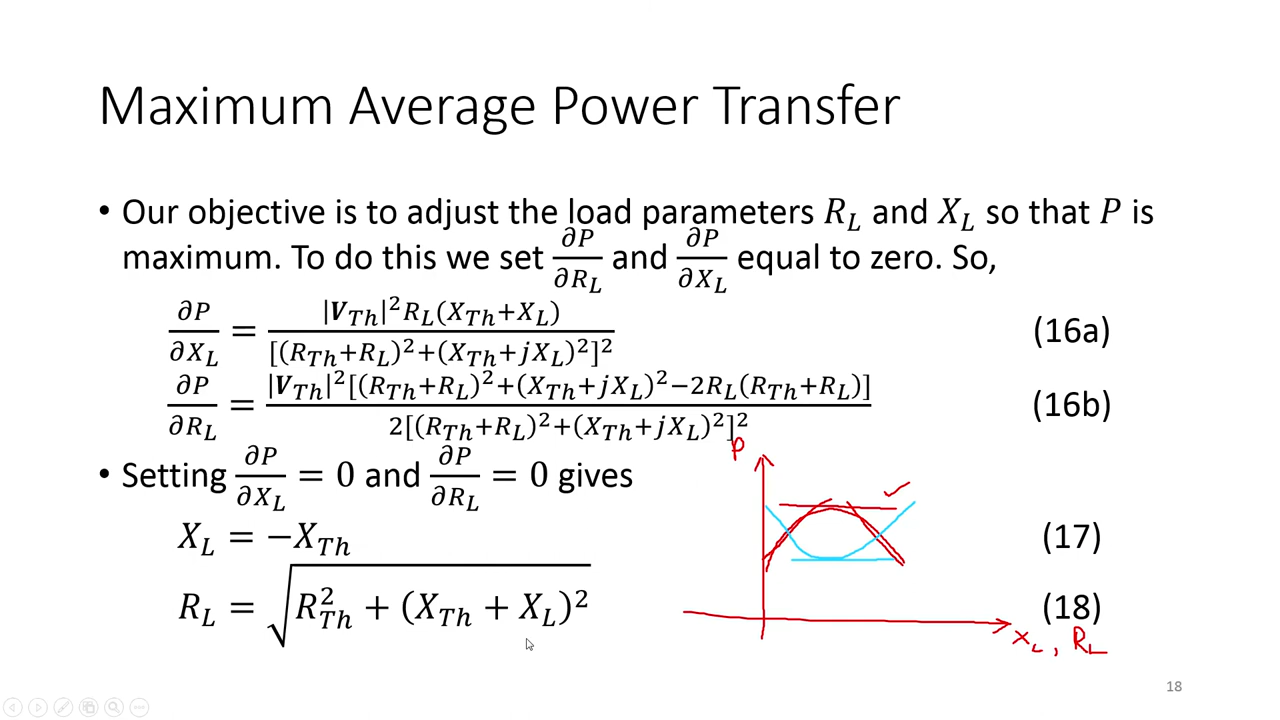 Maximum Average Power Transfer
• Our objective is to adjust the load parameters R_L and X_L so that P is
maximum. To do this we set ∂P/∂R_L and ∂P/∂X_L equal to zero. So,
∂P/∂X_L = |V_Th|²R_L(X_Th+X_L) / [(R_Th+R_L)²+(X_Th+jX_L)²]² (16a)
∂P/∂R_L = |V_Th|²[(R_Th+R_L)²+(X_Th+jX_L)²−2R_L(R_Th+R_L)] / 2[(R_Th+R_L)²+(X_Th+jX_L)²]² (16b)
• Setting ∂P/∂X_L = 0 and ∂P/∂R_L = 0 gives
X_L = −X_Th (17)
R_L = √(R_Th² + (X_Th + X_L)²) (18)
P
X_L, R_L
18